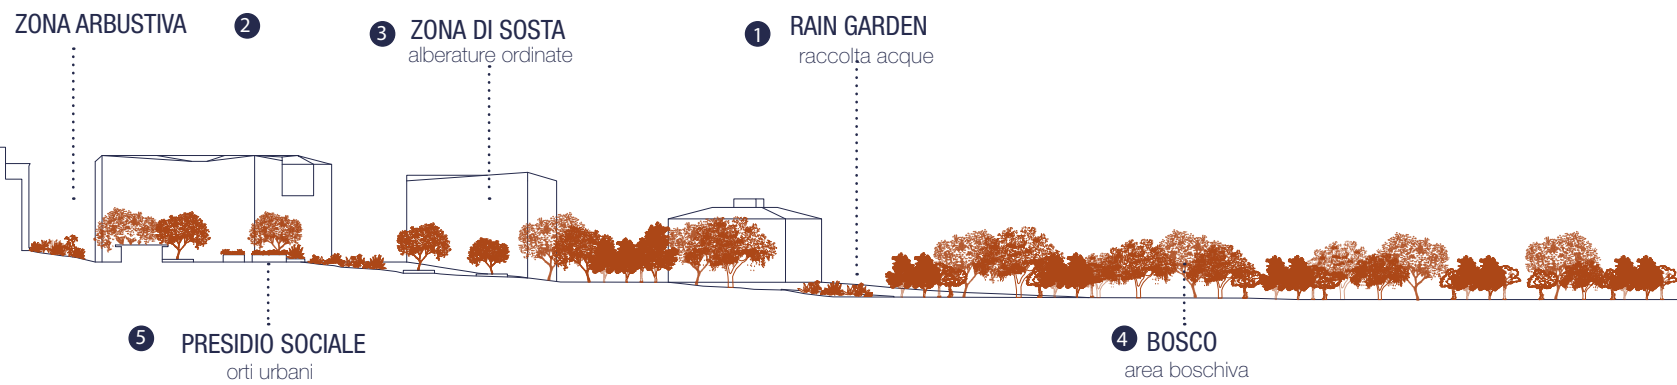 ZONA ARBUSTIVA 2
3 ZONA DI SOSTA
alberature ordinate
1 RAIN GARDEN
raccolta acque
5 PRESIDIO SOCIALE
orti urbani
4 BOSCO
area boschiva